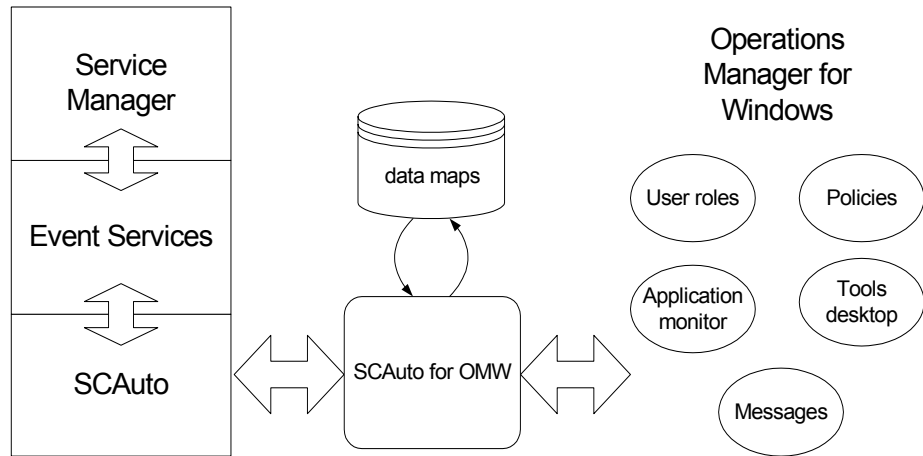 Service
Manager
Event Services
SCAuto
data maps
SCAuto for OMW
Operations
Manager for
Windows
User roles
Policies
Application
monitor
Tools
desktop
Messages